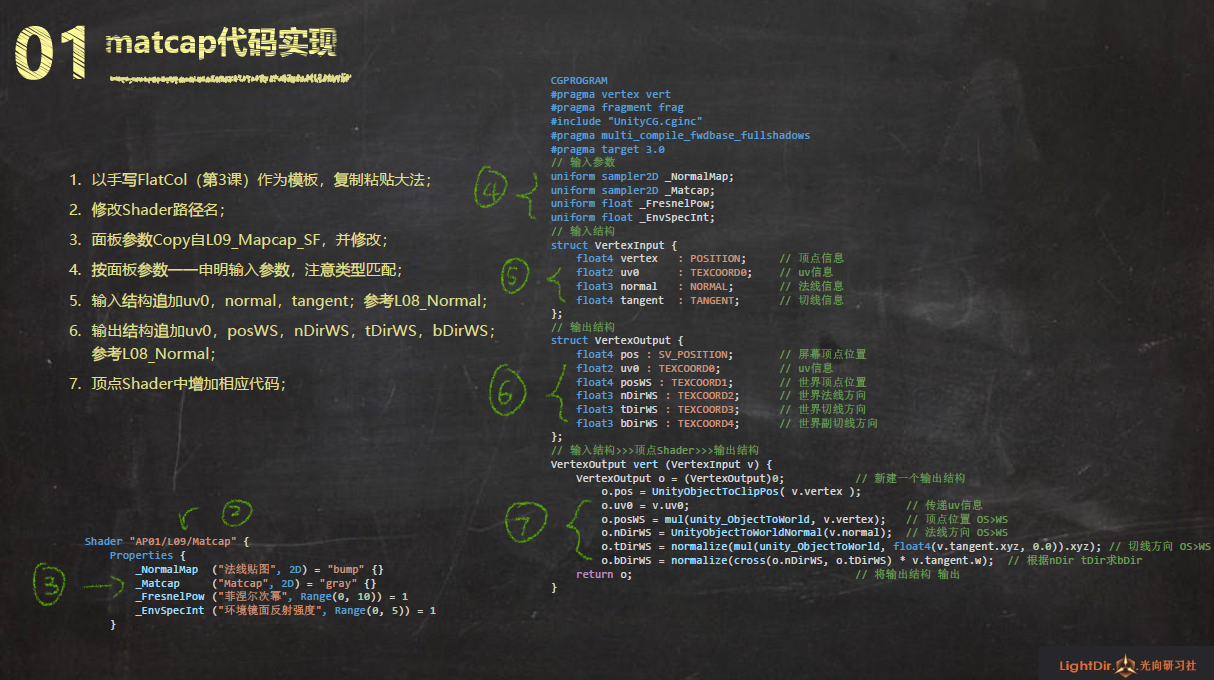 01 matcap代码实现
1. 以手写FlatCol（第3课）作为模板，复制粘贴大法；
2. 修改Shader路径名；
3. 面板参数Copy自L09_Mapcap_SF，并修改；
4. 按面板参数——申明输入参数，注意类型匹配；
5. 输入结构追加uv0，normal，tangent；参考L08_Normal；
6. 输出结构追加uv0，posWS，nDirWS，tDirWS，bDirWS；
参考L08_Normal；
7. 顶点Shader中增加相应代码；
②
③
Shader "AP01/L09/Matcap" {
Properties {
_NormalMap ("法线贴图", 2D) = "bump" {}
_Matcap ("Matcap", 2D) = "gray" {}
_FresnelPow ("菲涅尔次幂", Range(0, 10)) = 1
_EnvSpecInt ("环境镜面反射强度", Range(0, 5)) = 1
}
CGPROGRAM
#pragma vertex vert
#pragma fragment frag
#include "UnityCG.cginc"
#pragma multi_compile_fwdbase_fullshadows
#pragma target 3.0
// 输入参数
④
uniform sampler2D _NormalMap;
uniform sampler2D _Matcap;
uniform float _FresnelPow;
uniform float _EnvSpecInt;
// 输入结构
struct VertexInput {
⑤
float4 vertex : POSITION; // 顶点信息
float2 uv0 : TEXCOORD0; // uv信息
float3 normal : NORMAL; // 法线信息
float4 tangent : TANGENT; // 切线信息
};
// 输出结构
struct VertexOutput {
⑥
float4 pos : SV_POSITION; // 屏幕顶点位置
float2 uv0 : TEXCOORD0; // uv信息
float4 posWS : TEXCOORD1; // 世界顶点位置
float3 nDirWS : TEXCOORD2; // 世界法线方向
float3 tDirWS : TEXCOORD3; // 世界切线方向
float3 bDirWS : TEXCOORD4; // 世界副切线方向
};
// 输入结构>>>顶点Shader>>>输出结构
VertexOutput vert (VertexInput v) {
VertexOutput o = (VertexOutput)0; // 新建一个输出结构
o.pos = UnityObjectToClipPos( v.vertex );
⑦
o.uv0 = v.uv0; // 传递uv信息
o.posWS = mul(unity_ObjectToWorld, v.vertex); // 顶点位置 OS>WS
o.nDirWS = UnityObjectToWorldNormal(v.normal); // 法线方向 OS>WS
o.tDirWS = normalize(mul(unity_ObjectToWorld, float4(v.tangent.xyz, 0.0)).xyz); // 切线方向 OS>WS
o.bDirWS = normalize(cross(o.nDirWS, o.tDirWS) * v.tangent.w); // 根据nDir tDir求bDir
return o; // 将输出结构 输出
}
LightDir.光向研习社